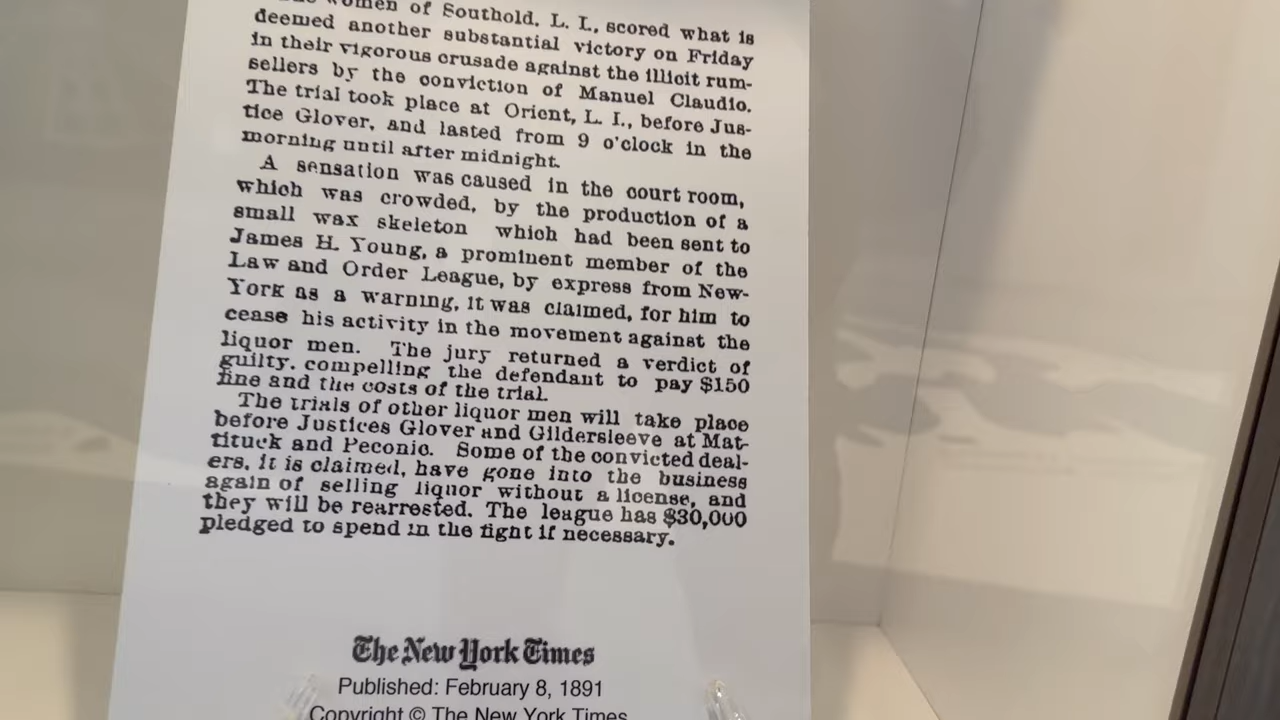 women of Southold, L. I., scored what is
deemed another substantial victory on Friday
in their vigorous crusade against the illicit rum-
sellers by the conviction of Manuel Claudio.
The trial took place at Orient, L. I., before Jus-
tice Glover, and lasted from 9 o'clock in the
morning until after midnight.
A sensation was caused in the court room,
which was crowded, by the production of a
small wax skeleton which had been sent to
James H. Young, a prominent member of the
Law and Order League, by express from New-
York as a warning, it was claimed, for him to
cease his activity in the movement against the
liquor men. The jury returned a verdict of
guilty, compelling the defendant to pay $150
fine and the costs of the trial.
The trials of other liquor men will take place
before Justices Glover and Gildersleeve at Mat-
tituck and Peconic. Some of the convicted deal-
ers, it is claimed, have gone into the business
again of selling liquor without a license, and
they will be rearrested. The league has $30,000
pledged to spend in the fight if necessary.
The New York Times
Published: February 8, 1891
Copyright © The New York Times